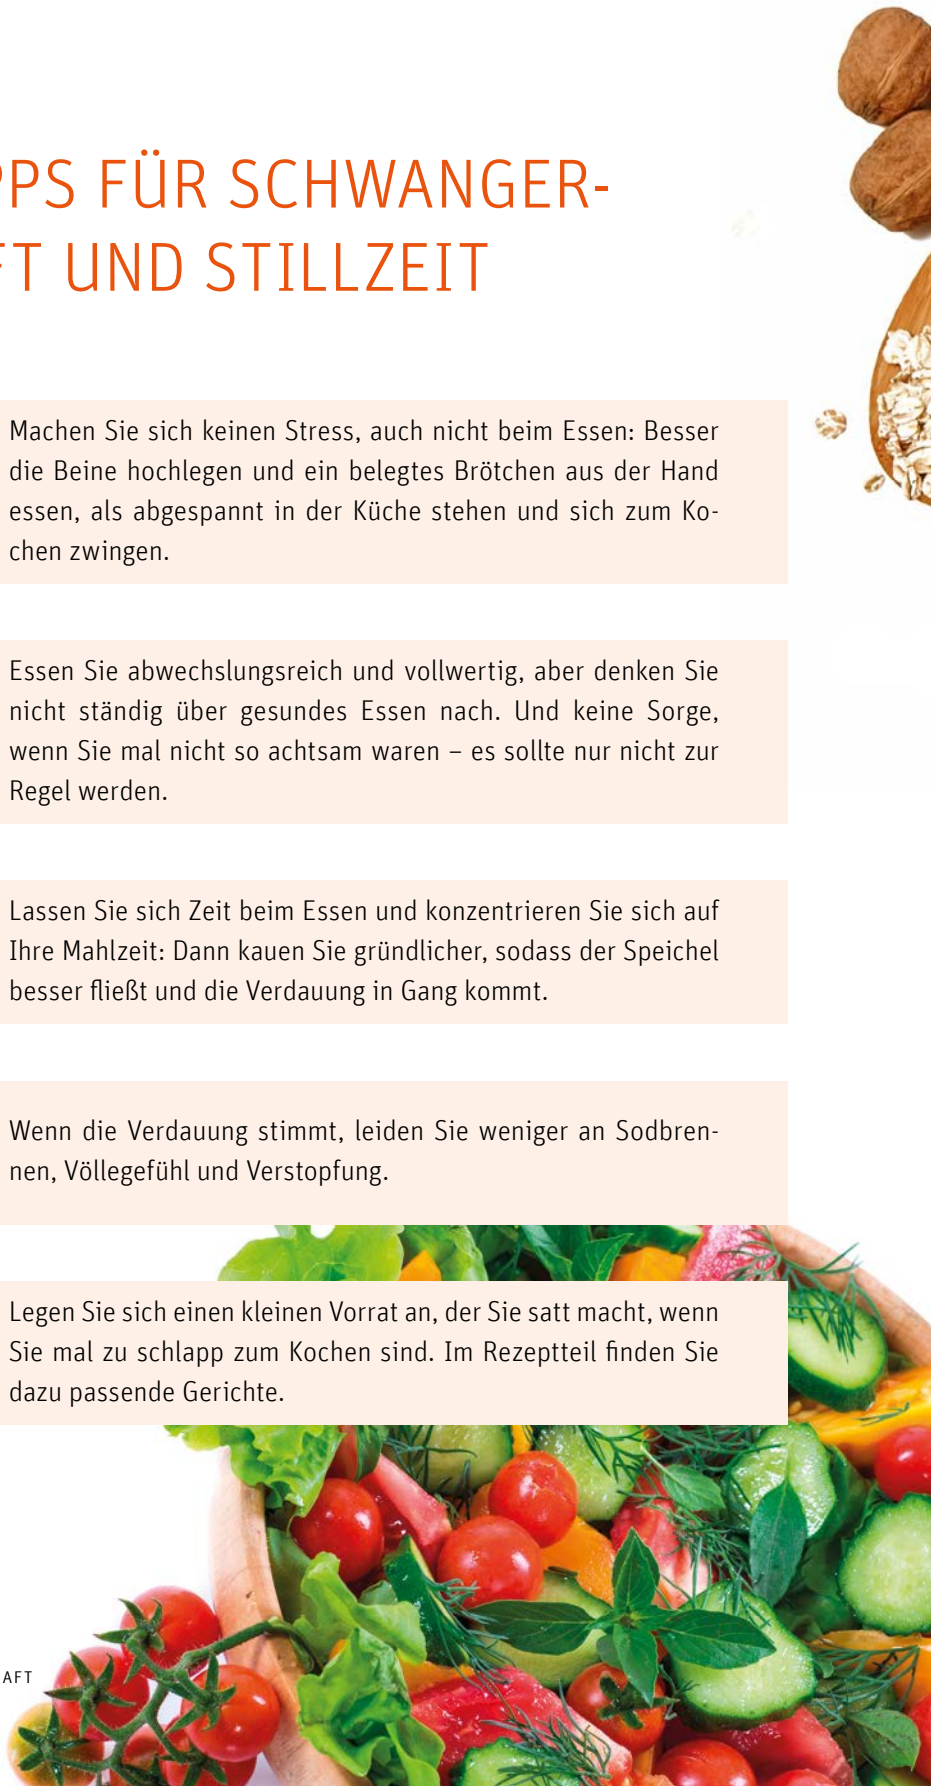 PPS FÜR SCHWANGER-
FT UND STILLZEIT
Machen Sie sich keinen Stress, auch nicht beim Essen: Besser
die Beine hochlegen und ein belegtes Brötchen aus der Hand
essen, als abgespannt in der Küche stehen und sich zum Ko-
chen zwingen.
Essen Sie abwechslungsreich und vollwertig, aber denken Sie
nicht ständig über gesundes Essen nach. Und keine Sorge,
wenn Sie mal nicht so achtsam waren – es sollte nur nicht zur
Regel werden.
Lassen Sie sich Zeit beim Essen und konzentrieren Sie sich auf
Ihre Mahlzeit: Dann kauen Sie gründlicher, sodass der Speichel
besser fließt und die Verdauung in Gang kommt.
Wenn die Verdauung stimmt, leiden Sie weniger an Sodbren-
nen, Völlegefühl und Verstopfung.
Legen Sie sich einen kleinen Vorrat an, der Sie satt macht, wenn
Sie mal zu schlapp zum Kochen sind. Im Rezeptteil finden Sie
dazu passende Gerichte.
AFT